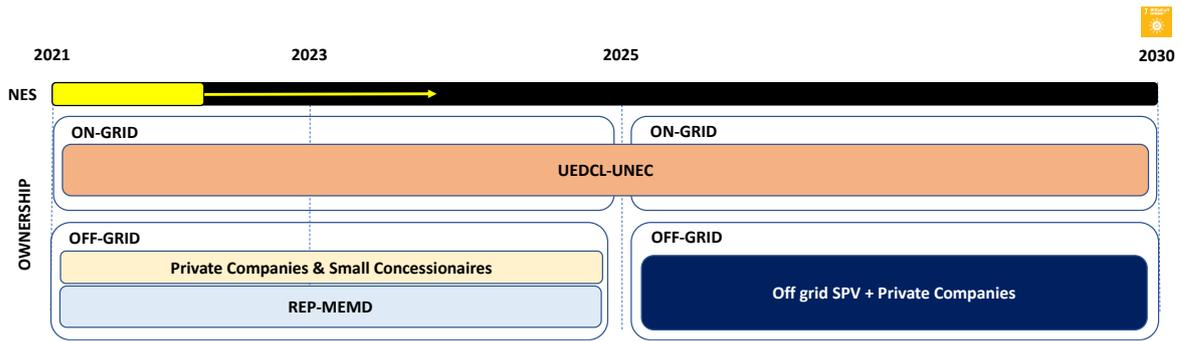 2021
2023
2025
2030
NES
ON-GRID
ON-GRID
UEDCL-UNEC
OWNERSHIP
OFF-GRID
OFF-GRID
Private Companies & Small Concessionaires
REP-MEMD
Off grid SPV + Private Companies